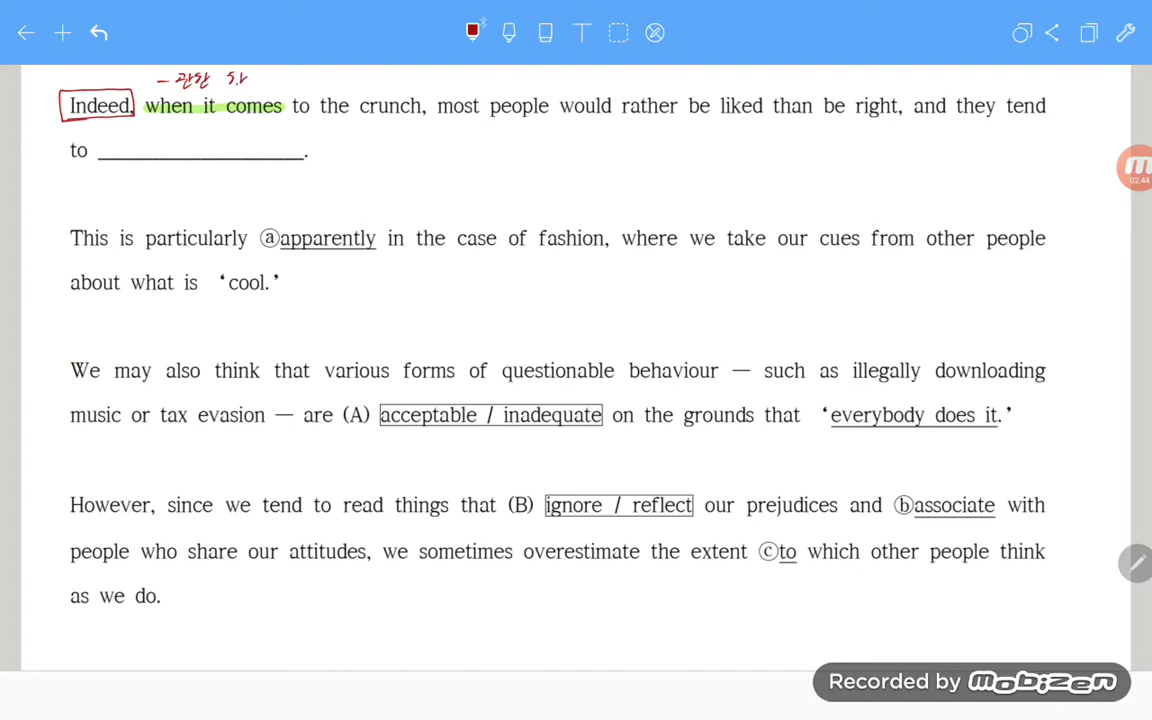 – 관한
Indeed, when it comes to the crunch, most people would rather be liked than be right, and they tend
to ____________________.
This is particularly ⓐapparently in the case of fashion, where we take our cues from other people
about what is ‘cool.’
We may also think that various forms of questionable behaviour — such as illegally downloading
music or tax evasion — are (A) acceptable / inadequate on the grounds that ‘everybody does it.’
However, since we tend to read things that (B) ignore / reflect our prejudices and ⓑassociate with
people who share our attitudes, we sometimes overestimate the extent ⓒto which other people think
as we do.
02:44
Recorded by mobizen